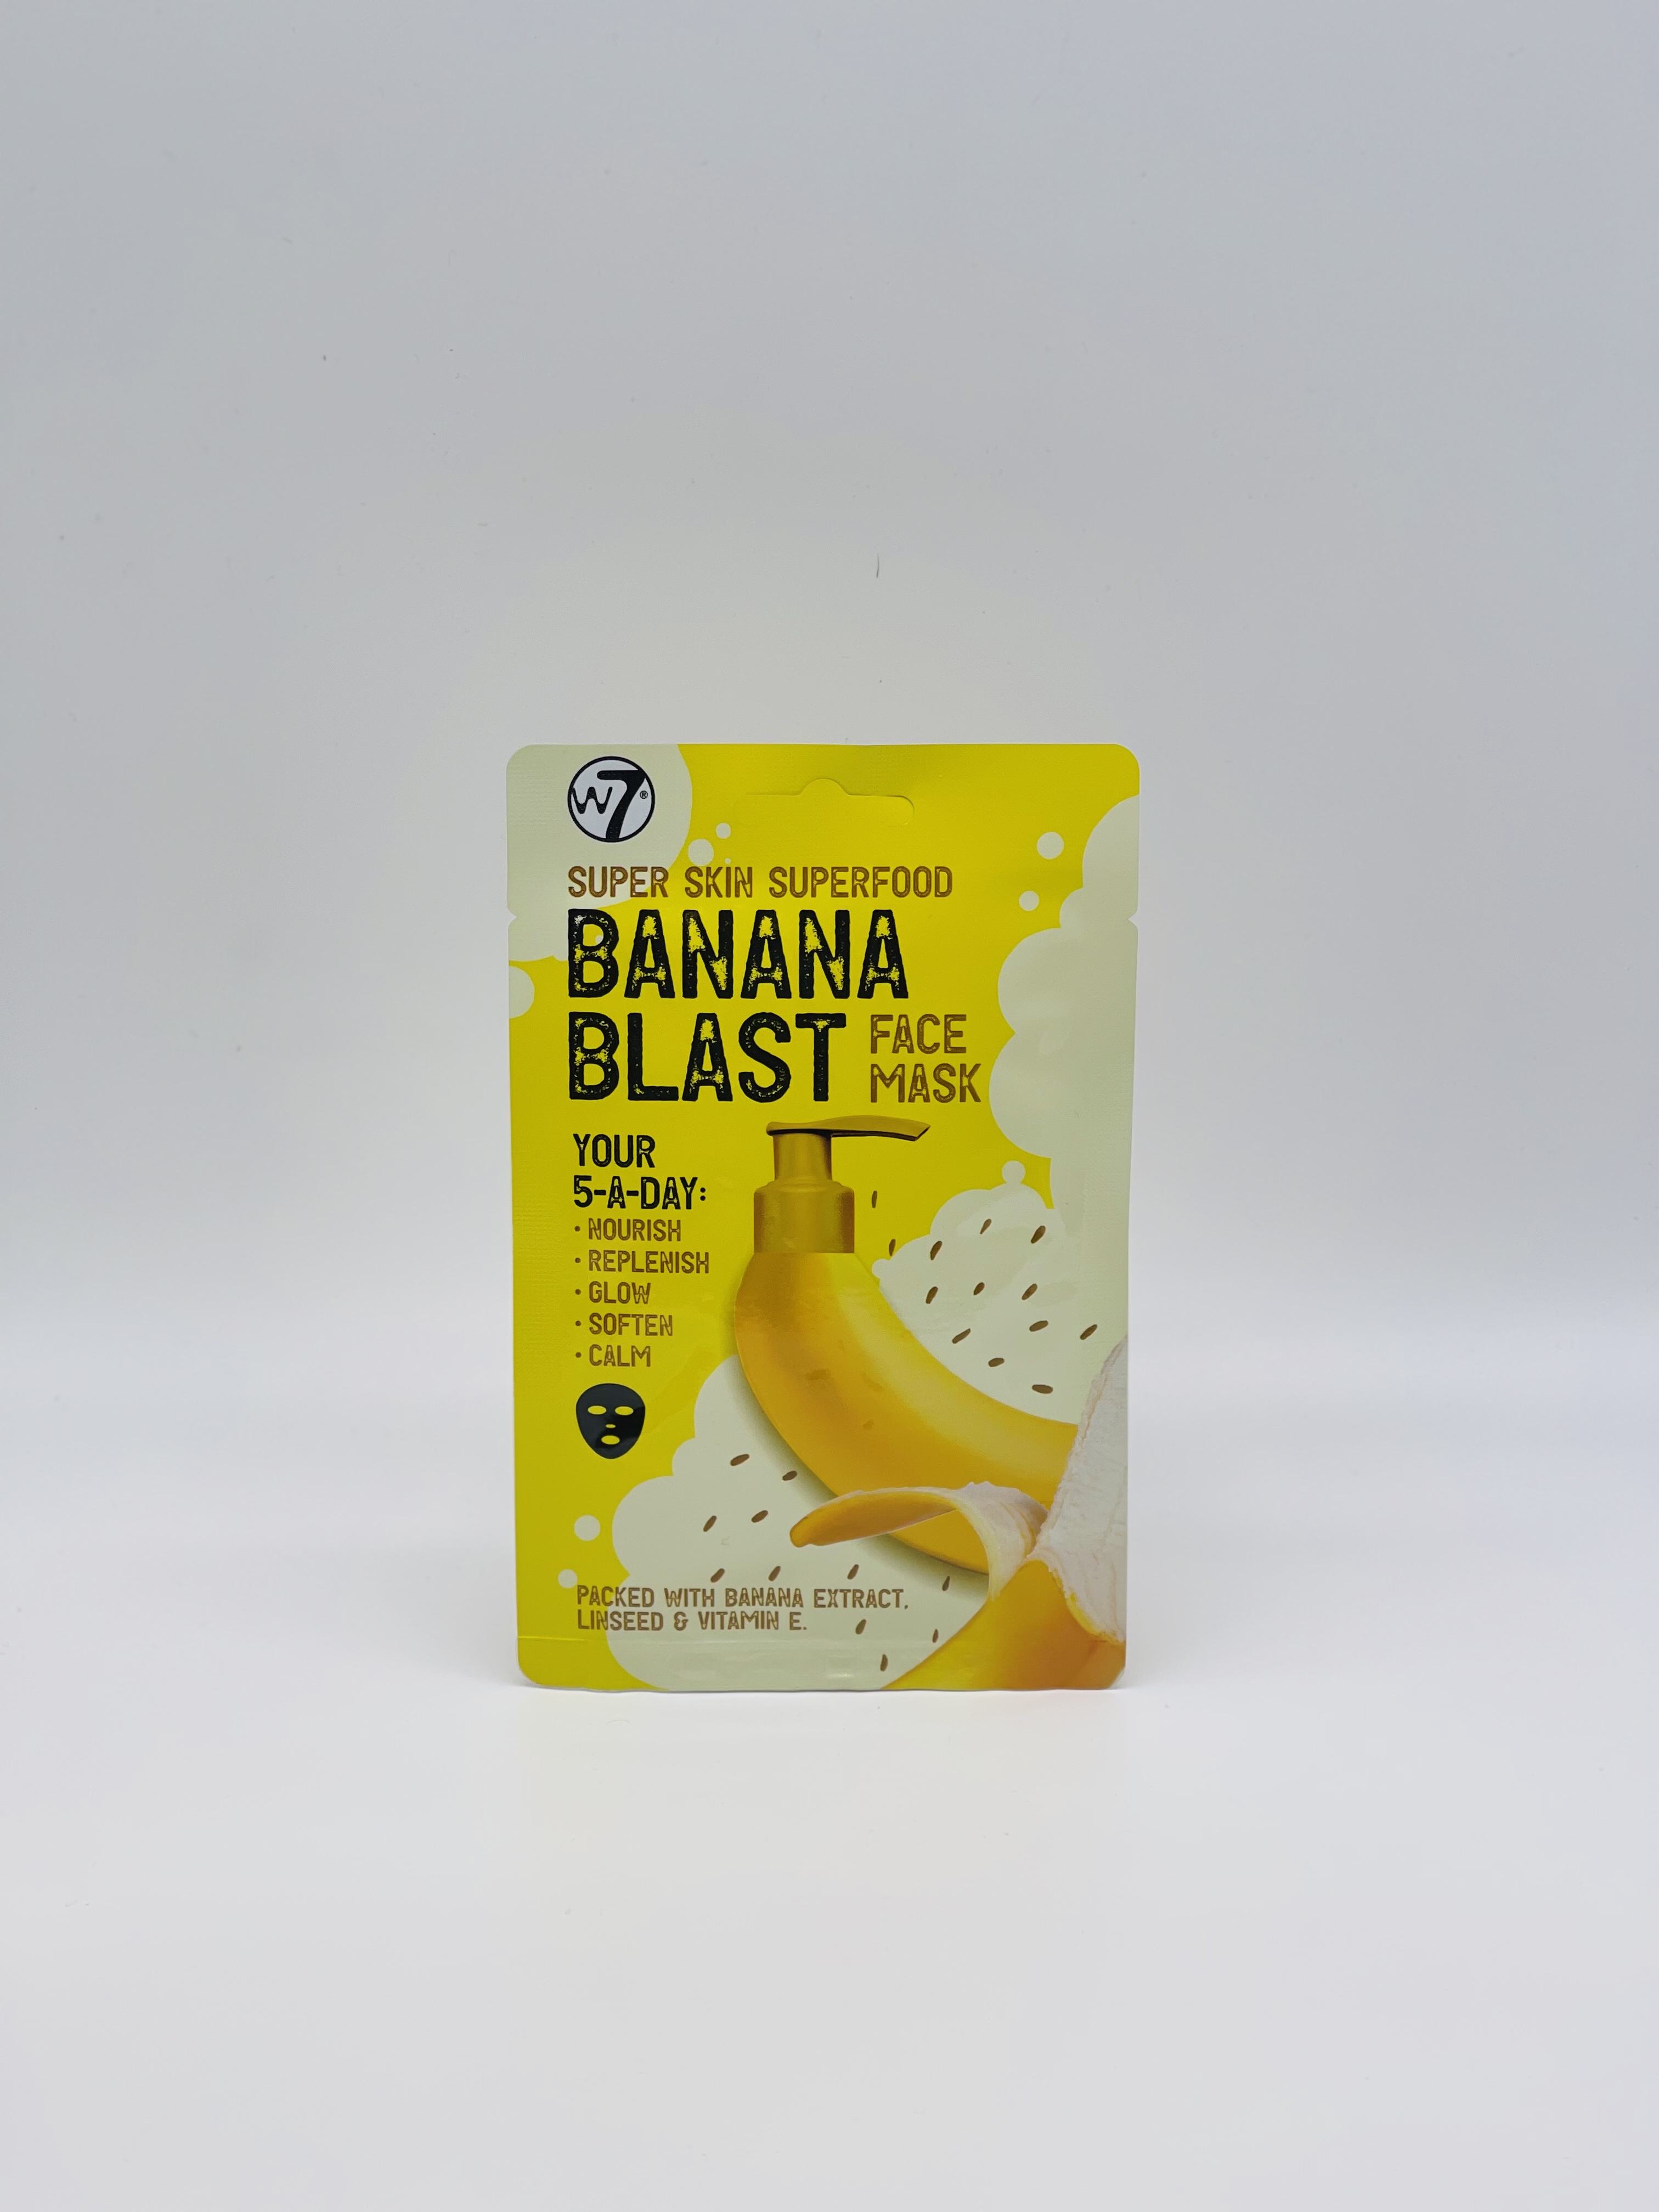 W7®
SUPER SKIN SUPERFOOD
BANANA
BLAST
FACE
MASK
YOUR
5-A-DAY:
• NOURISH
• REPLENISH
• GLOW
• SOFTEN
• CALM
PACKED WITH BANANA EXTRACT,
LINSEED & VITAMIN E.